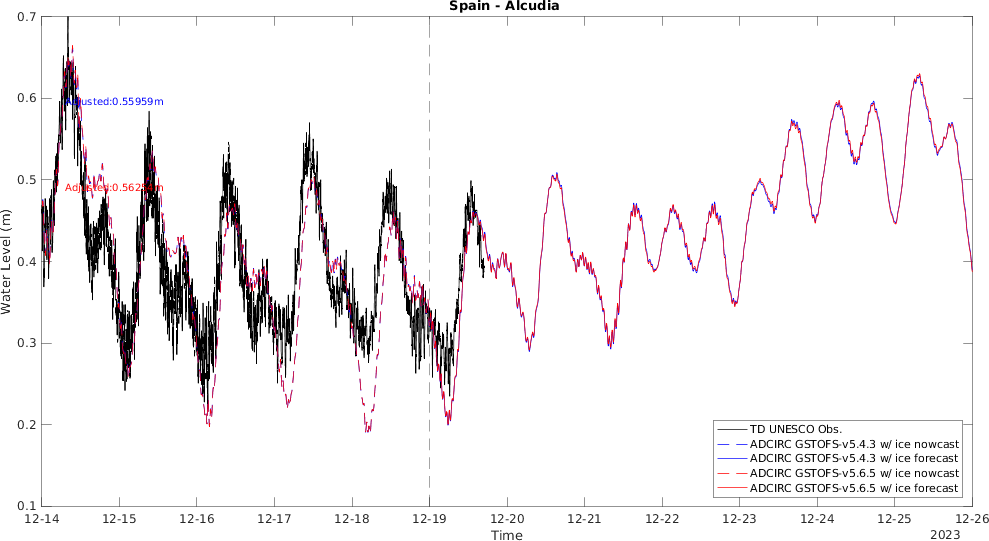 Spain - Alcudia
0.7
0.6
0.5
0.4
0.3
0.2
0.1
Water Level (m)
Adjusted:0.55959m
TD UNESCO Obs.
ADCIRC GSTOFS-v5.4.3 w/ ice nowcast
ADCIRC GSTOFS-v5.4.3 w/ ice forecast
ADCIRC GSTOFS-v5.6.5 w/ ice nowcast
ADCIRC GSTOFS-v5.6.5 w/ ice forecast
12-14 12-15 12-16 12-17 12-18 12-19 12-20 12-21 12-22 12-23 12-24 12-25 12-26
Time
2023